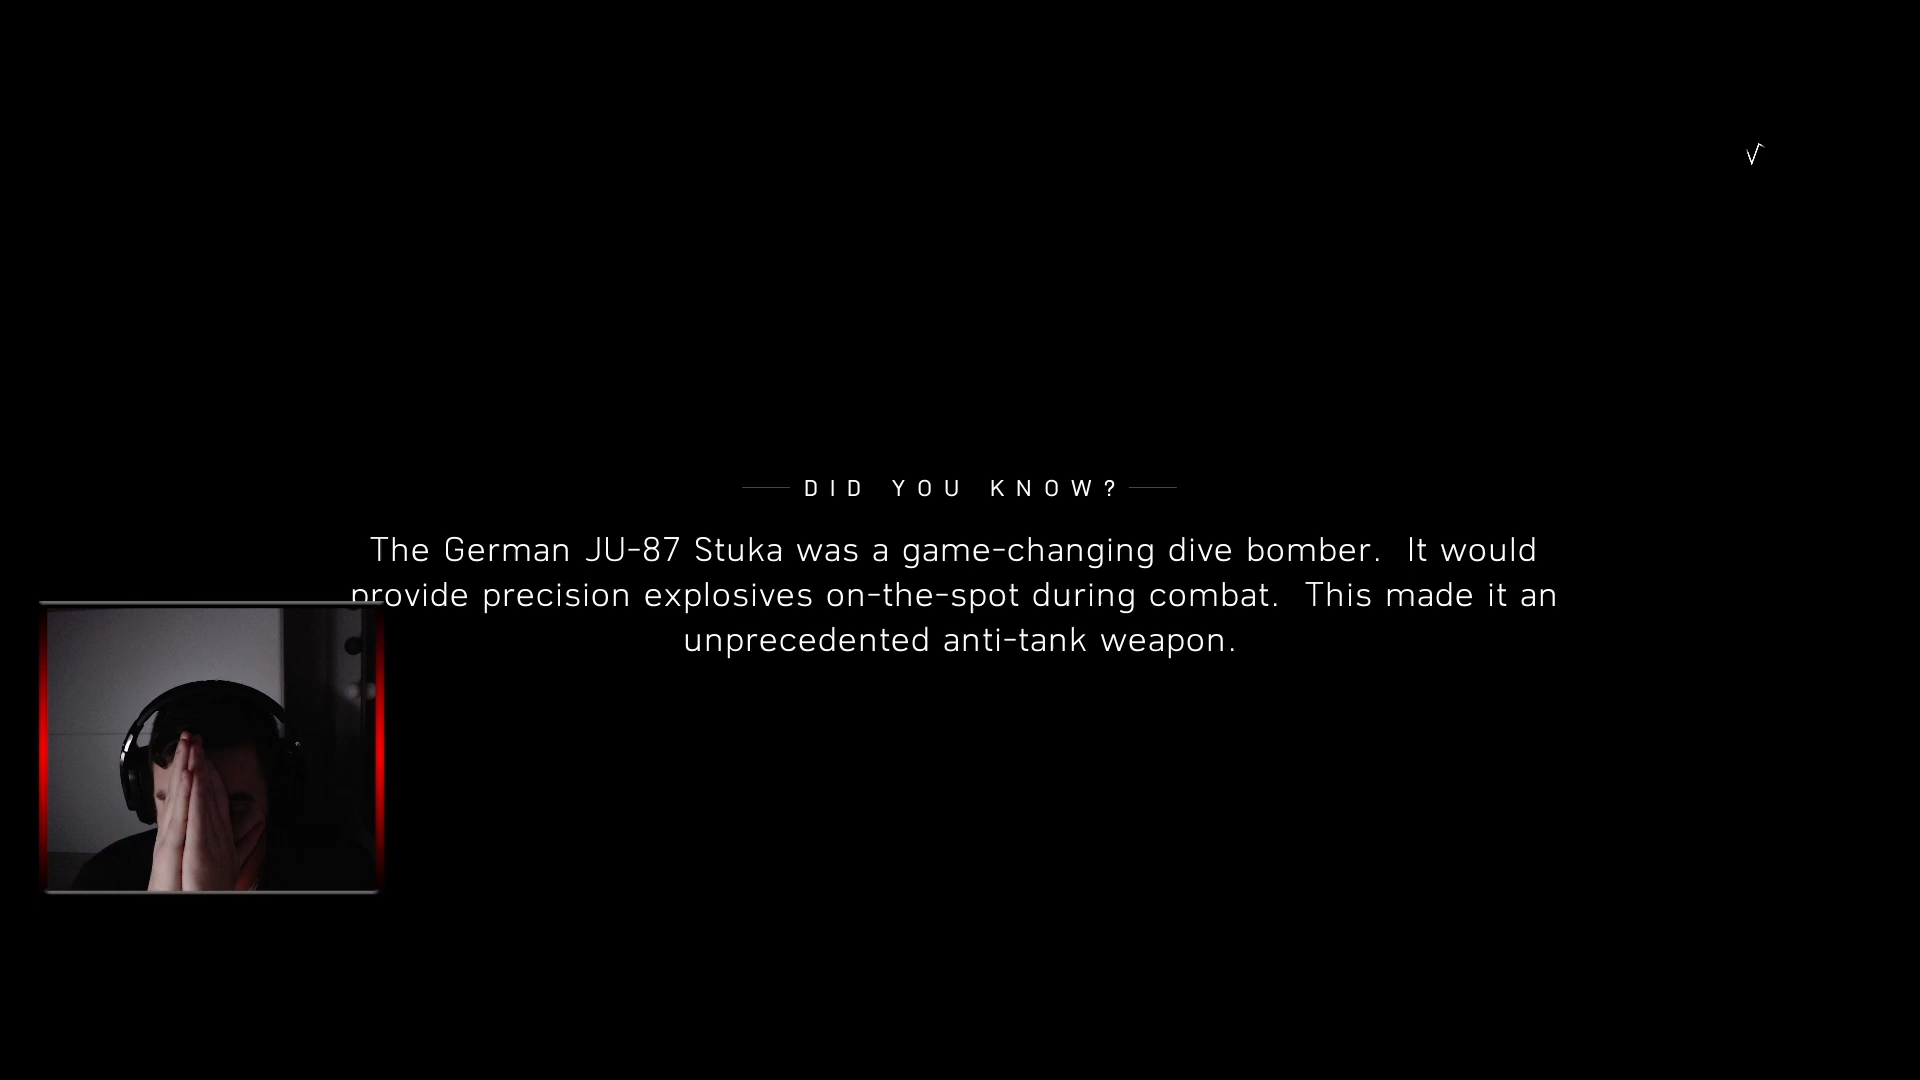 DID YOU KNOW?
The German JU-87 Stuka was a game-changing dive bomber.  It would
provide precision explosives on-the-spot during combat.  This made it an
unprecedented anti-tank weapon.